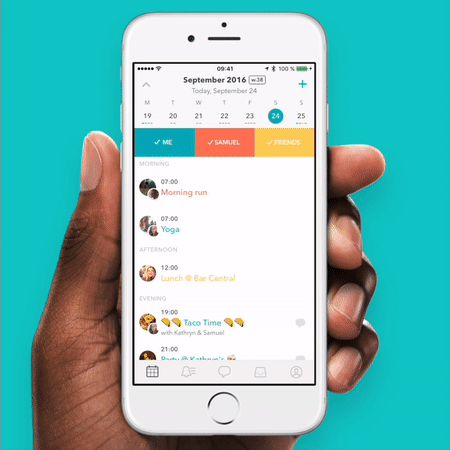 09:41
100 %
September 2016 w.38
Today, September 24
+
M T W T F S S
19 20 21 22 23 24 25
✓ ME ✓ SAMUEL ✓ FRIENDS
MORNING
07:00
Morning run
07:00
Yoga
AFTERNOON
12:00
Lunch @ Bar Central
EVENING
19:00
🌮🌮 Taco Time 🌮🌮
with Kathryn & Samuel
21:00
Party @ Kathryn's 🍻